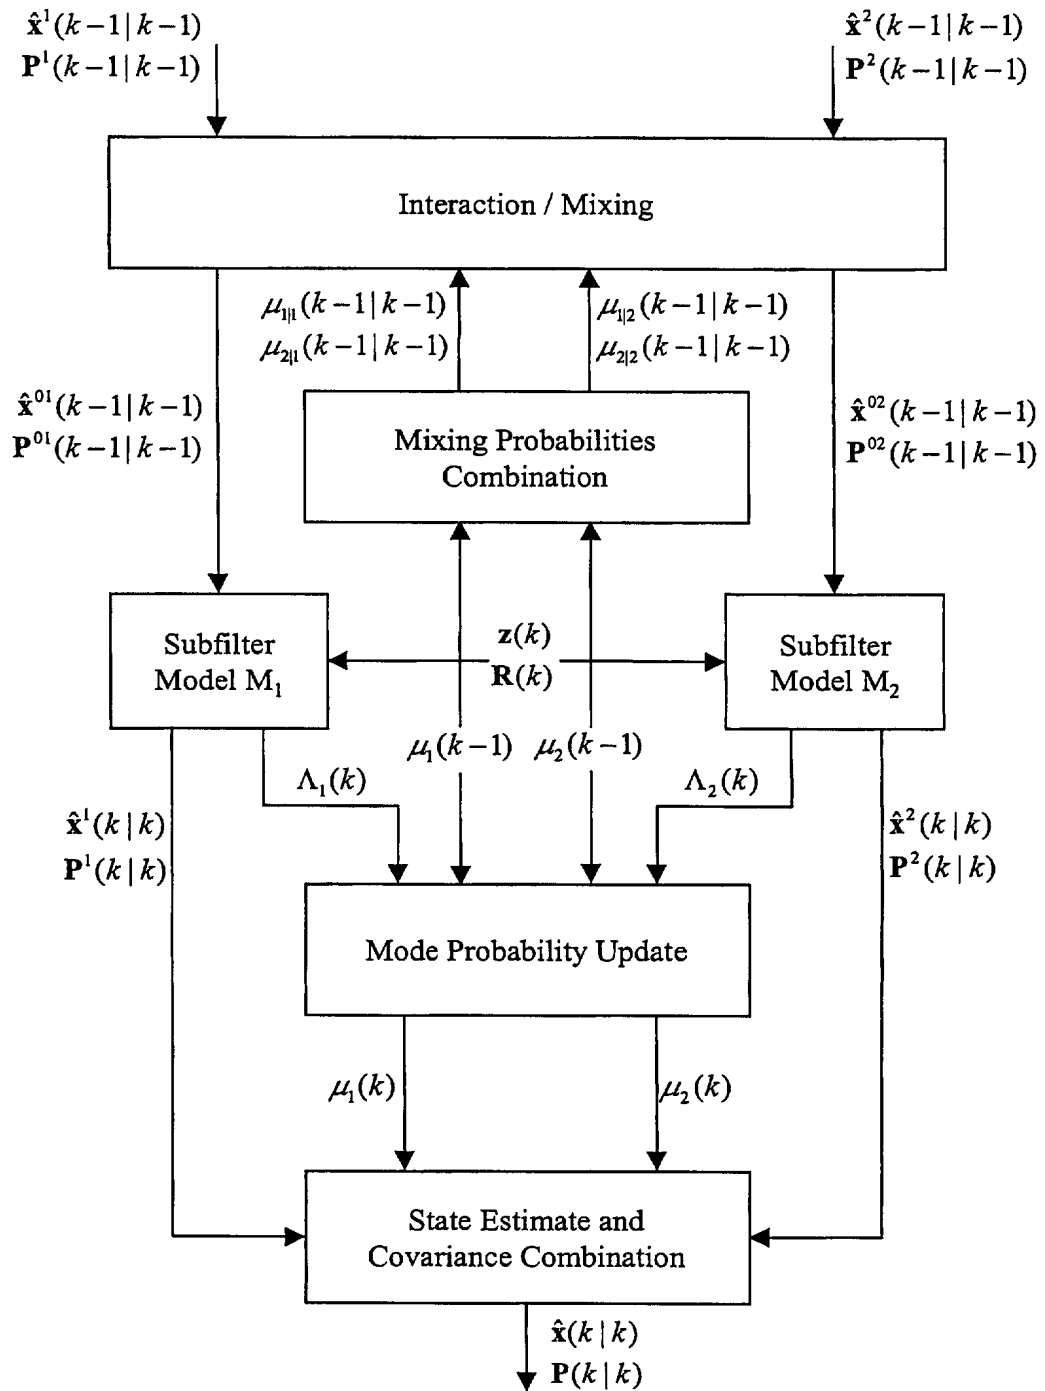 x̂¹(k−1|k−1)
P¹(k−1|k−1)
x̂²(k−1|k−1)
P²(k−1|k−1)
Interaction / Mixing
μ₁|₁(k−1|k−1)
μ₂|₁(k−1|k−1)
μ₁|₂(k−1|k−1)
μ₂|₂(k−1|k−1)
x̂⁰¹(k−1|k−1)
P⁰¹(k−1|k−1)
Mixing Probabilities
Combination
x̂⁰²(k−1|k−1)
P⁰²(k−1|k−1)
Subfilter
Model M₁
z(k)
R(k)
Subfilter
Model M₂
μ₁(k−1)
μ₂(k−1)
Λ₁(k)
Λ₂(k)
x̂¹(k|k)
P¹(k|k)
x̂²(k|k)
P²(k|k)
Mode Probability Update
μ₁(k)
μ₂(k)
State Estimate and
Covariance Combination
x̂(k|k)
P(k|k)